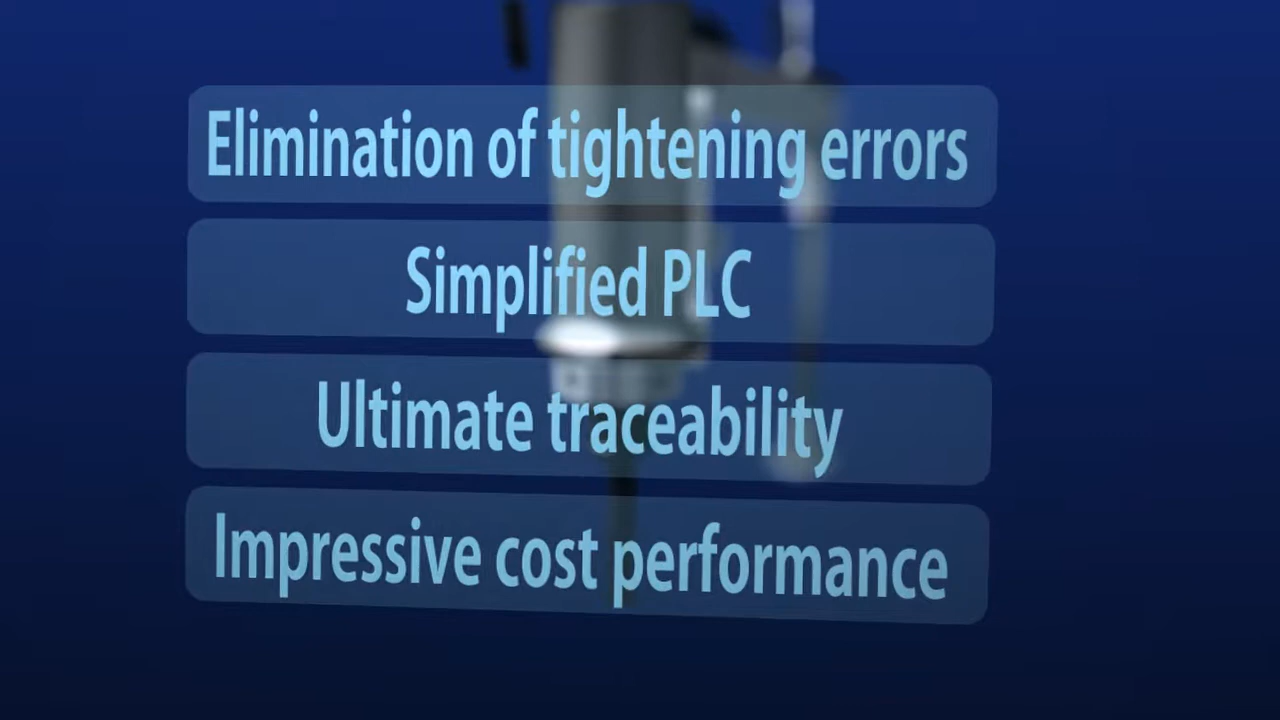 Elimination of tightening errors
Simplified PLC
Ultimate traceability
Impressive cost performance